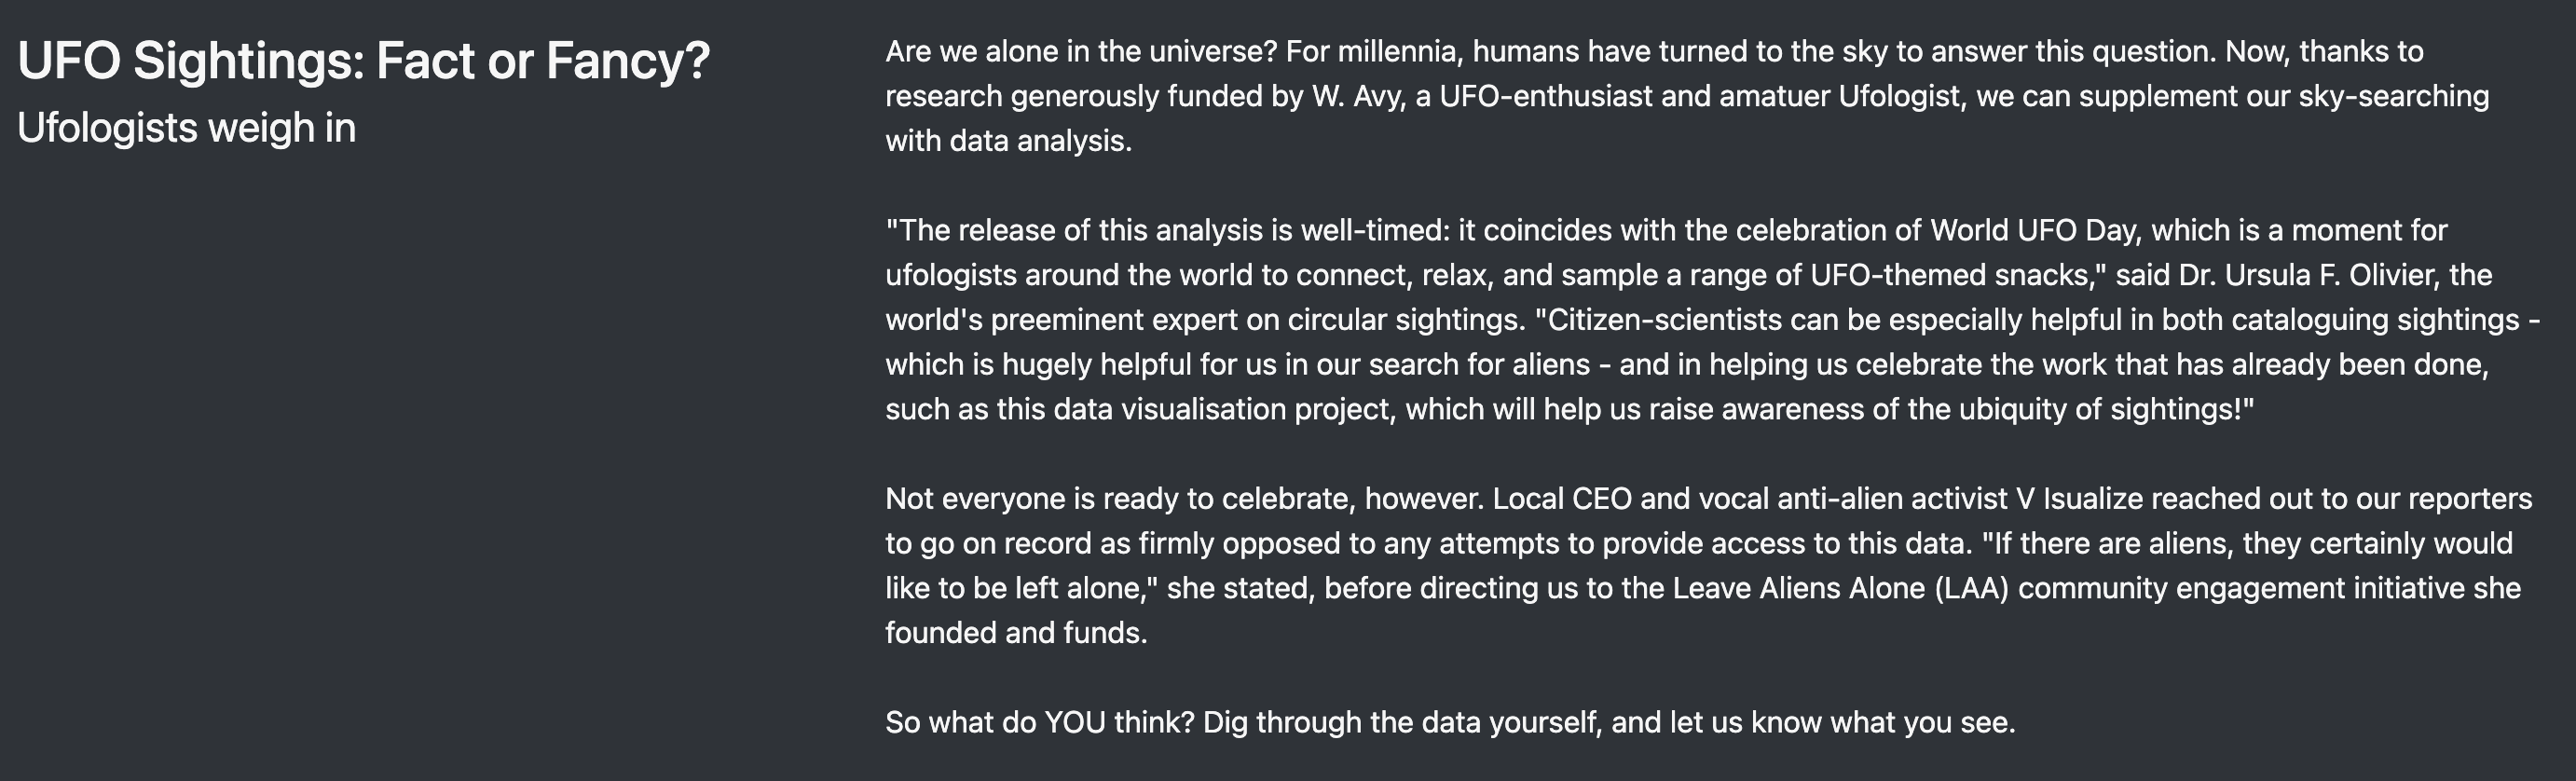 UFO Sightings: Fact or Fancy?
Ufologists weigh in
Are we alone in the universe? For millennia, humans have turned to the sky to answer this question. Now, thanks to
research generously funded by W. Avy, a UFO-enthusiast and amatuer Ufologist, we can supplement our sky-searching
with data analysis.
"The release of this analysis is well-timed: it coincides with the celebration of World UFO Day, which is a moment for
ufologists around the world to connect, relax, and sample a range of UFO-themed snacks," said Dr. Ursula F. Olivier, the
world's preeminent expert on circular sightings. "Citizen-scientists can be especially helpful in both cataloguing sightings -
which is hugely helpful for us in our search for aliens - and in helping us celebrate the work that has already been done,
such as this data visualisation project, which will help us raise awareness of the ubiquity of sightings!"
Not everyone is ready to celebrate, however. Local CEO and vocal anti-alien activist V Isualize reached out to our reporters
to go on record as firmly opposed to any attempts to provide access to this data. "If there are aliens, they certainly would
like to be left alone," she stated, before directing us to the Leave Aliens Alone (LAA) community engagement initiative she
founded and funds.
So what do YOU think? Dig through the data yourself, and let us know what you see.